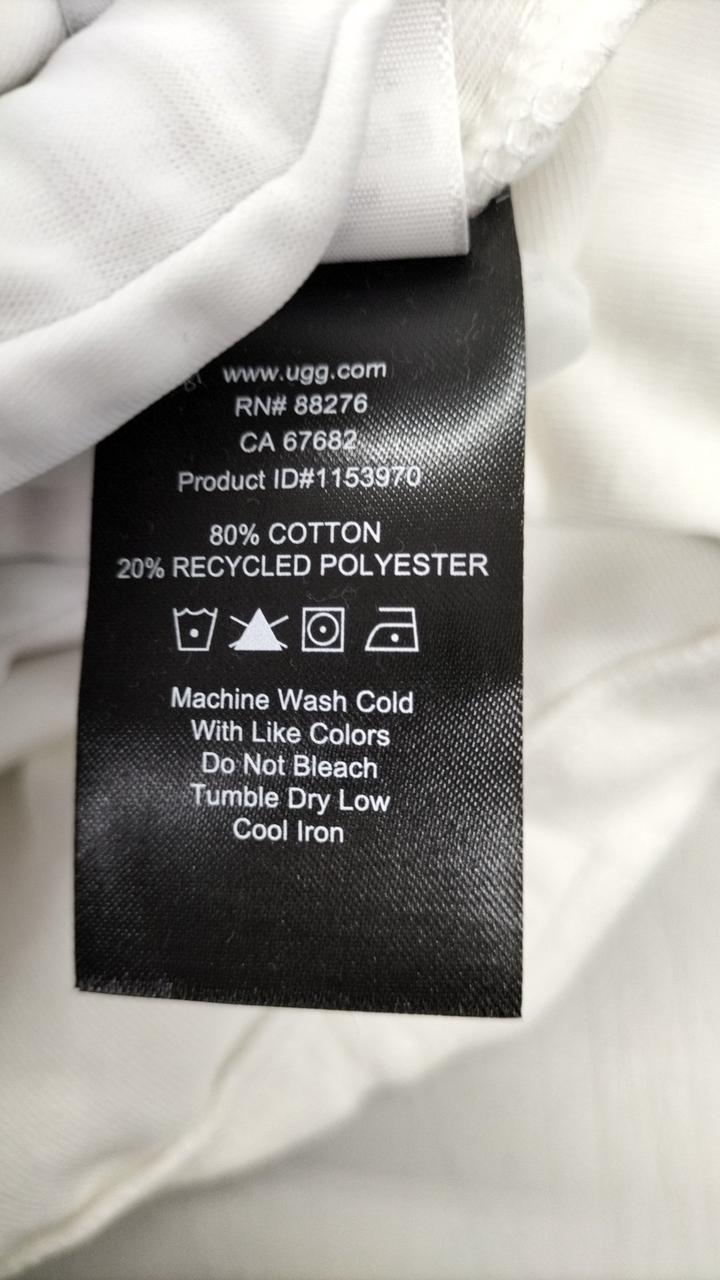 www.ugg.com
RN# 88276
CA 67682
Product ID#1153970
80% COTTON
20% RECYCLED POLYESTER
Machine Wash Cold
With Like Colors
Do Not Bleach
Tumble Dry Low
Cool Iron